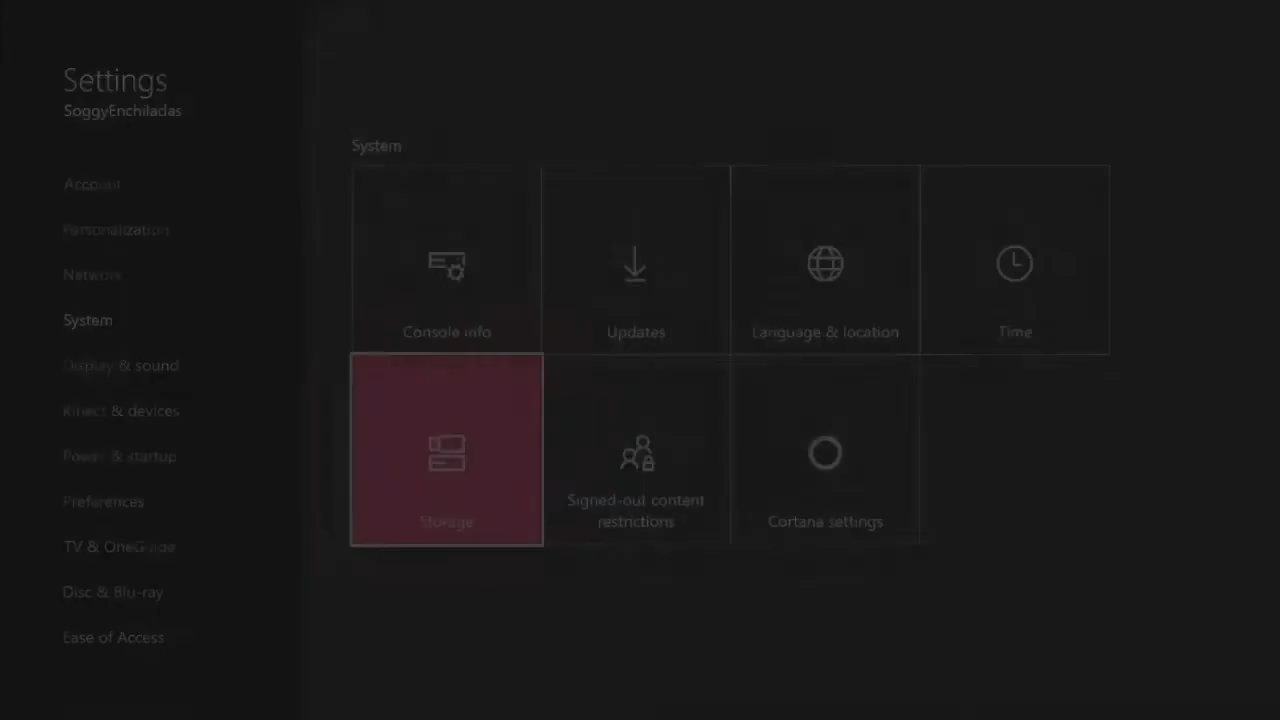 Settings
SoggyEnchiladas
Account
Personalization
Network
System
Display & sound
Kinect & devices
Power & startup
Preferences
TV & OneGuide
Disc & Blu-ray
Ease of Access
System
Console info
Updates
Language & location
Time
Storage
Signed-out content
restrictions
Cortana settings